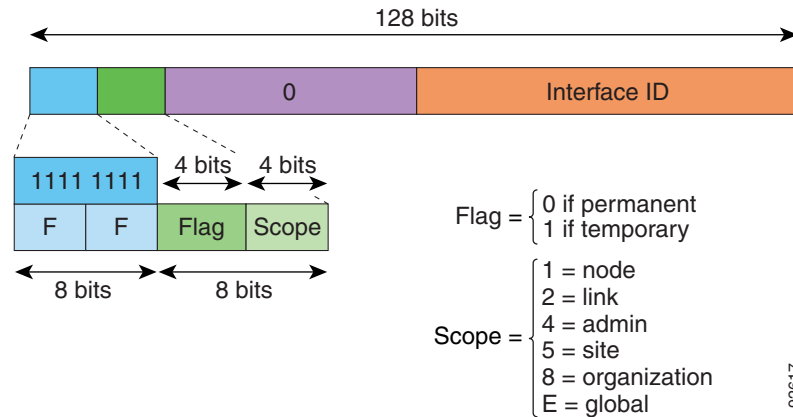 128 bits
0 Interface ID
1111 1111
4 bits 4 bits
F F Flag Scope
8 bits 8 bits
Flag = 0 if permanent
1 if temporary
Scope = 1 = node
2 = link
4 = admin
5 = site
8 = organization
E = global